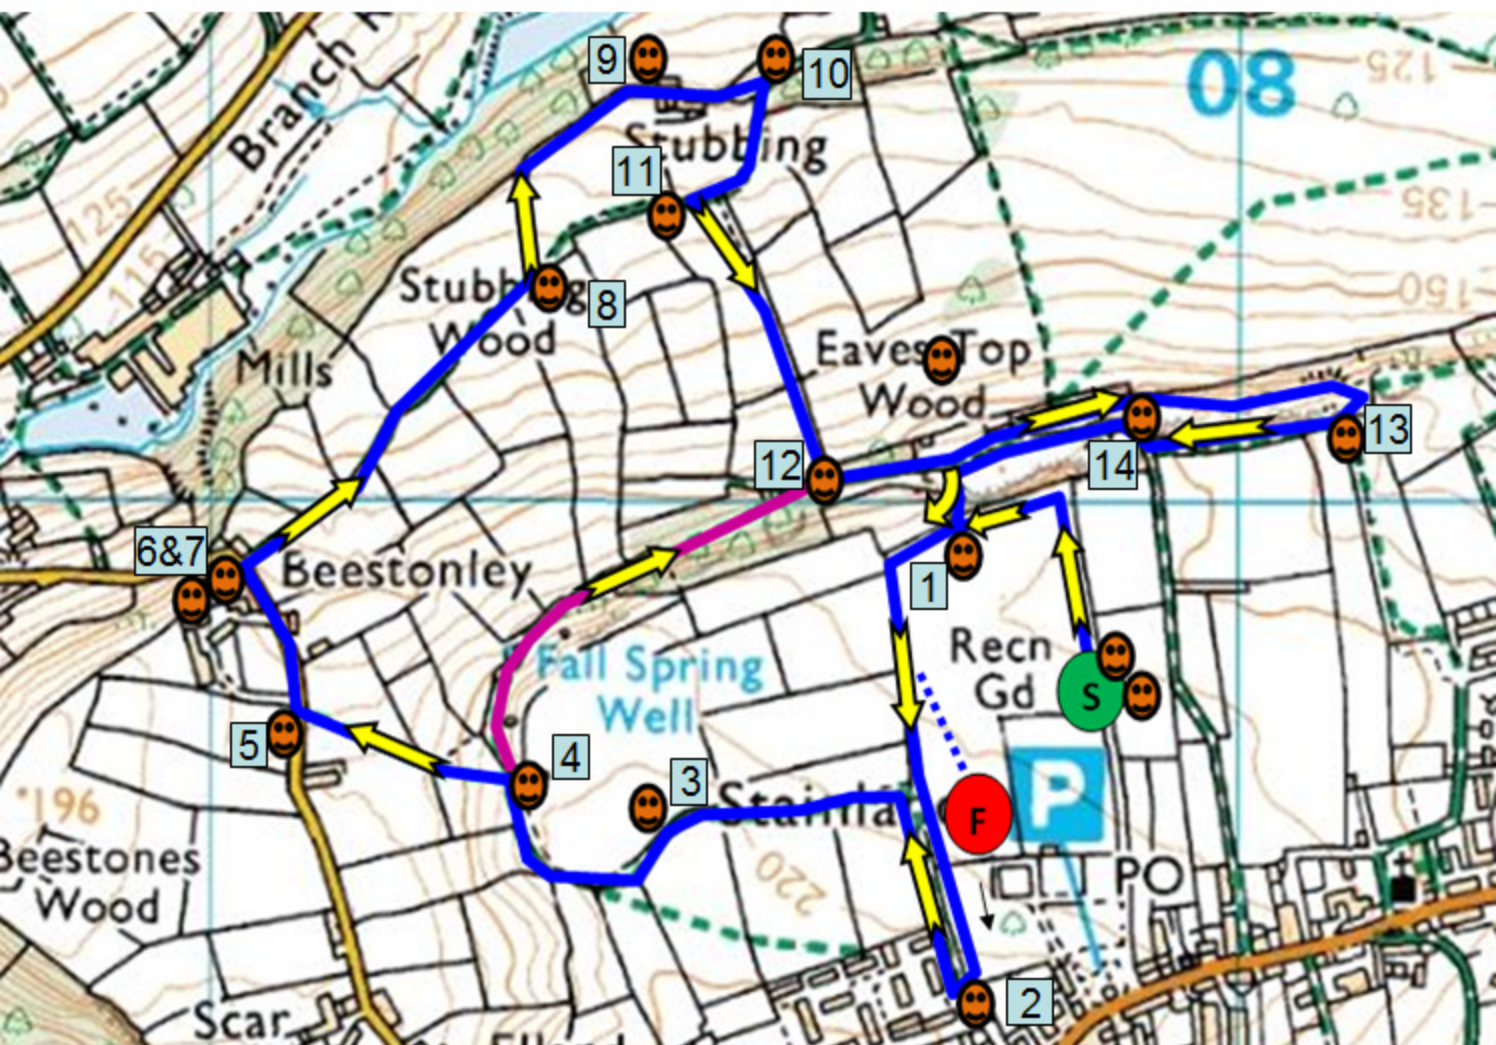 Branch R
9
10
08
125
Stubbing
11
125
135
115
150
Stubbing
Wood
8
Mills
Eaves Top
Wood
13
12
14
6&7
Beestonley
1
Recn
Gd
S
Fall Spring
Well
5
4
3
Stainla
F
P
196
Beestones
Wood
220
PO
2
Scar
Elland